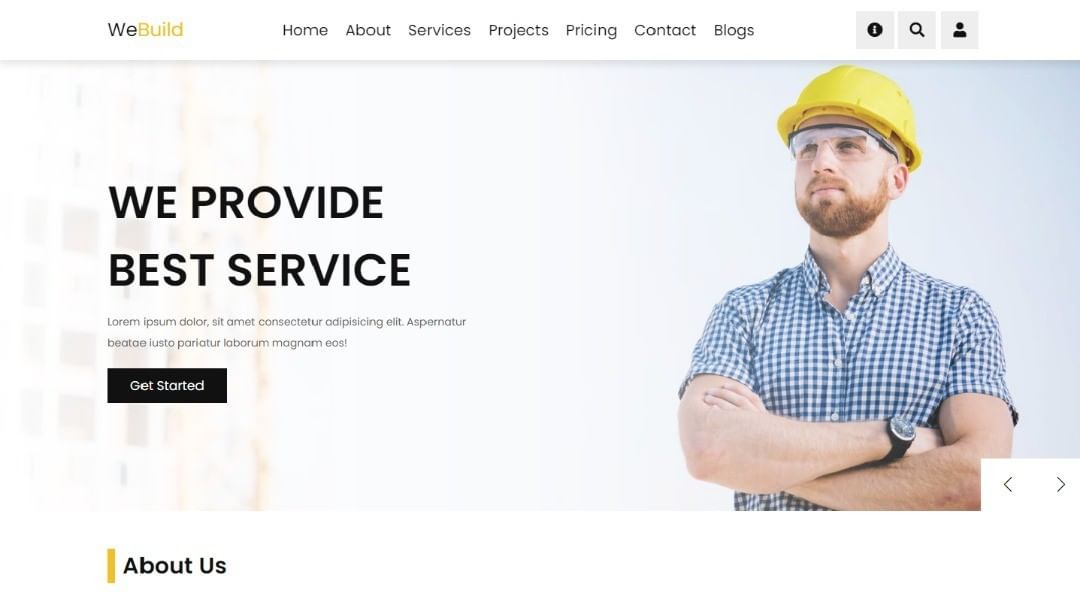 WeBuild
Home About Services Projects Pricing Contact Blogs
WE PROVIDE
BEST SERVICE
Lorem ipsum dolor, sit amet consectetur adipisicing elit. Aspernatur
beatae iusto pariatur laborum magnam eos!
Get Started
About Us